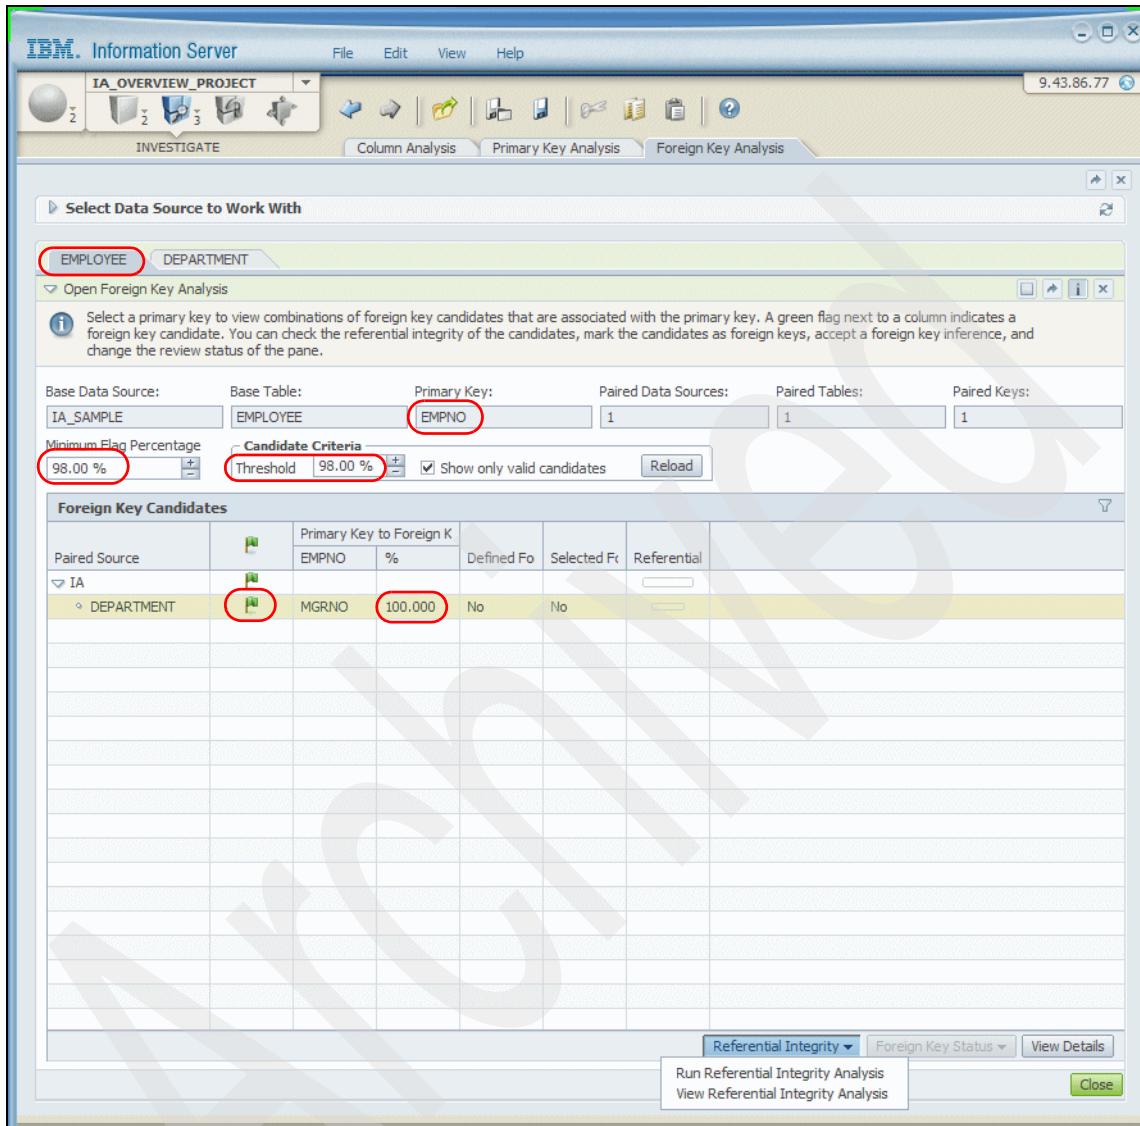 IBM. Information Server
File Edit View Help
IA_OVERVIEW_PROJECT
9.43.86.77
2 2 3
INVESTIGATE
Column Analysis Primary Key Analysis Foreign Key Analysis
Select Data Source to Work With
EMPLOYEE DEPARTMENT
Open Foreign Key Analysis
Select a primary key to view combinations of foreign key candidates that are associated with the primary key. A green flag next to a column indicates a
foreign key candidate. You can check the referential integrity of the candidates, mark the candidates as foreign keys, accept a foreign key inference, and
change the review status of the pane.
Base Data Source: Base Table: Primary Key: Paired Data Sources: Paired Tables: Paired Keys:
IA_SAMPLE EMPLOYEE EMPNO 1 1 1
Minimum Flag Percentage Candidate Criteria
98.00 % Threshold 98.00 % Show only valid candidates Reload
Foreign Key Candidates
Primary Key to Foreign K
Paired Source EMPNO % Defined Fo Selected Fo Referential
IA
DEPARTMENT MGRNO 100.000 No No
Referential Integrity Foreign Key Status View Details
Run Referential Integrity Analysis
View Referential Integrity Analysis
Close
Archived